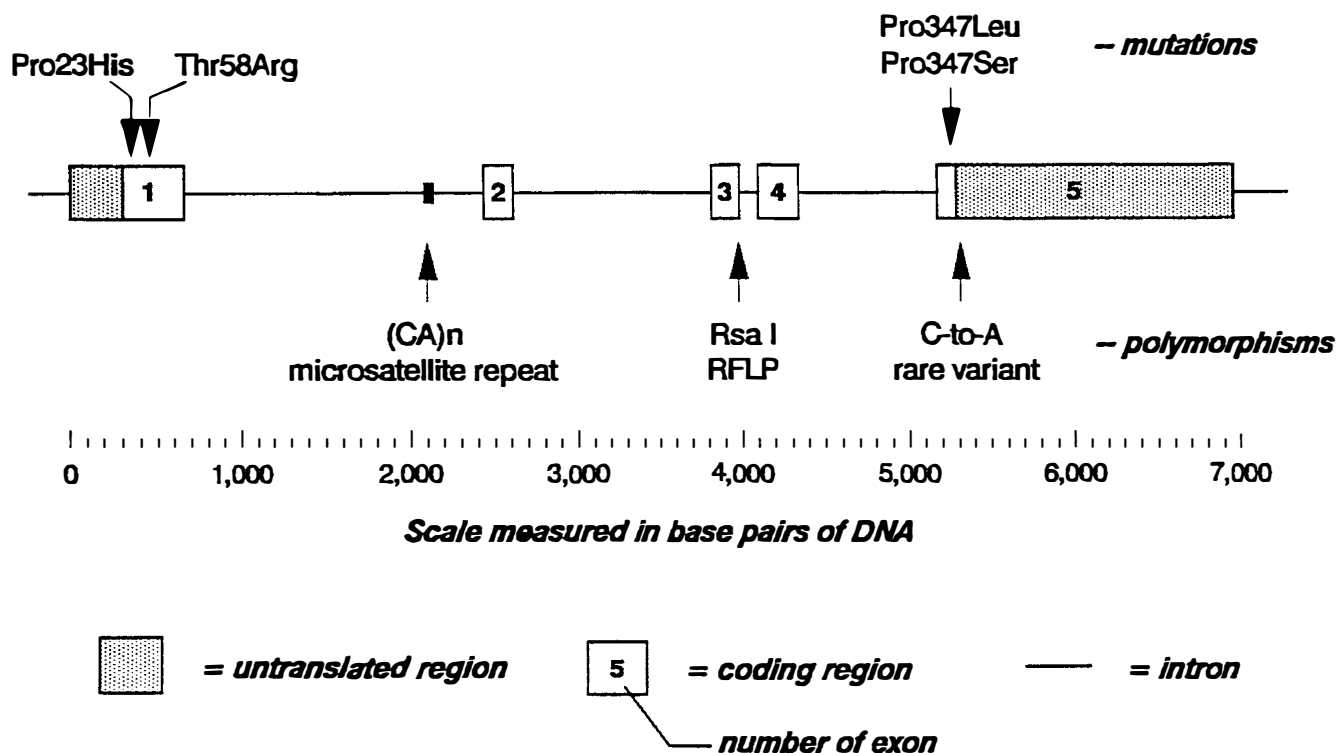 Pro347Leu
Pro347Ser
– mutations
Pro23His
Thr58Arg
1
2
3
4
5
(CA)n
microsatellite repeat
Rsa I
RFLP
C-to-A
rare variant
– polymorphisms
0 1,000 2,000 3,000 4,000 5,000 6,000 7,000
Scale measured in base pairs of DNA
= untranslated region
5
= coding region
= intron
number of exon